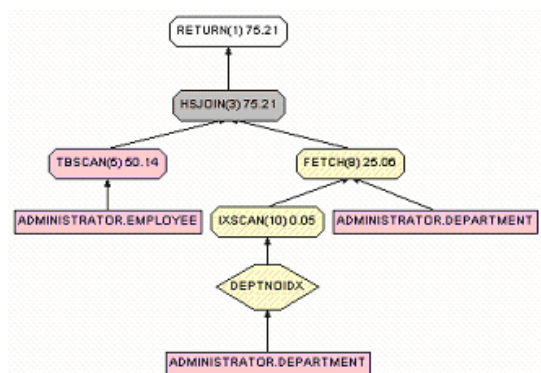 RETURN(1) 75.21
HSJOIN(3) 75.21
TBSCAN(5) 50.14
FETCH(8) 25.06
ADMINISTRATOR.EMPLOYEE
IXSCAN(10) 0.05
ADMINISTRATOR.DEPARTMENT
DEPTNOIDX
ADMINISTRATOR.DEPARTMENT